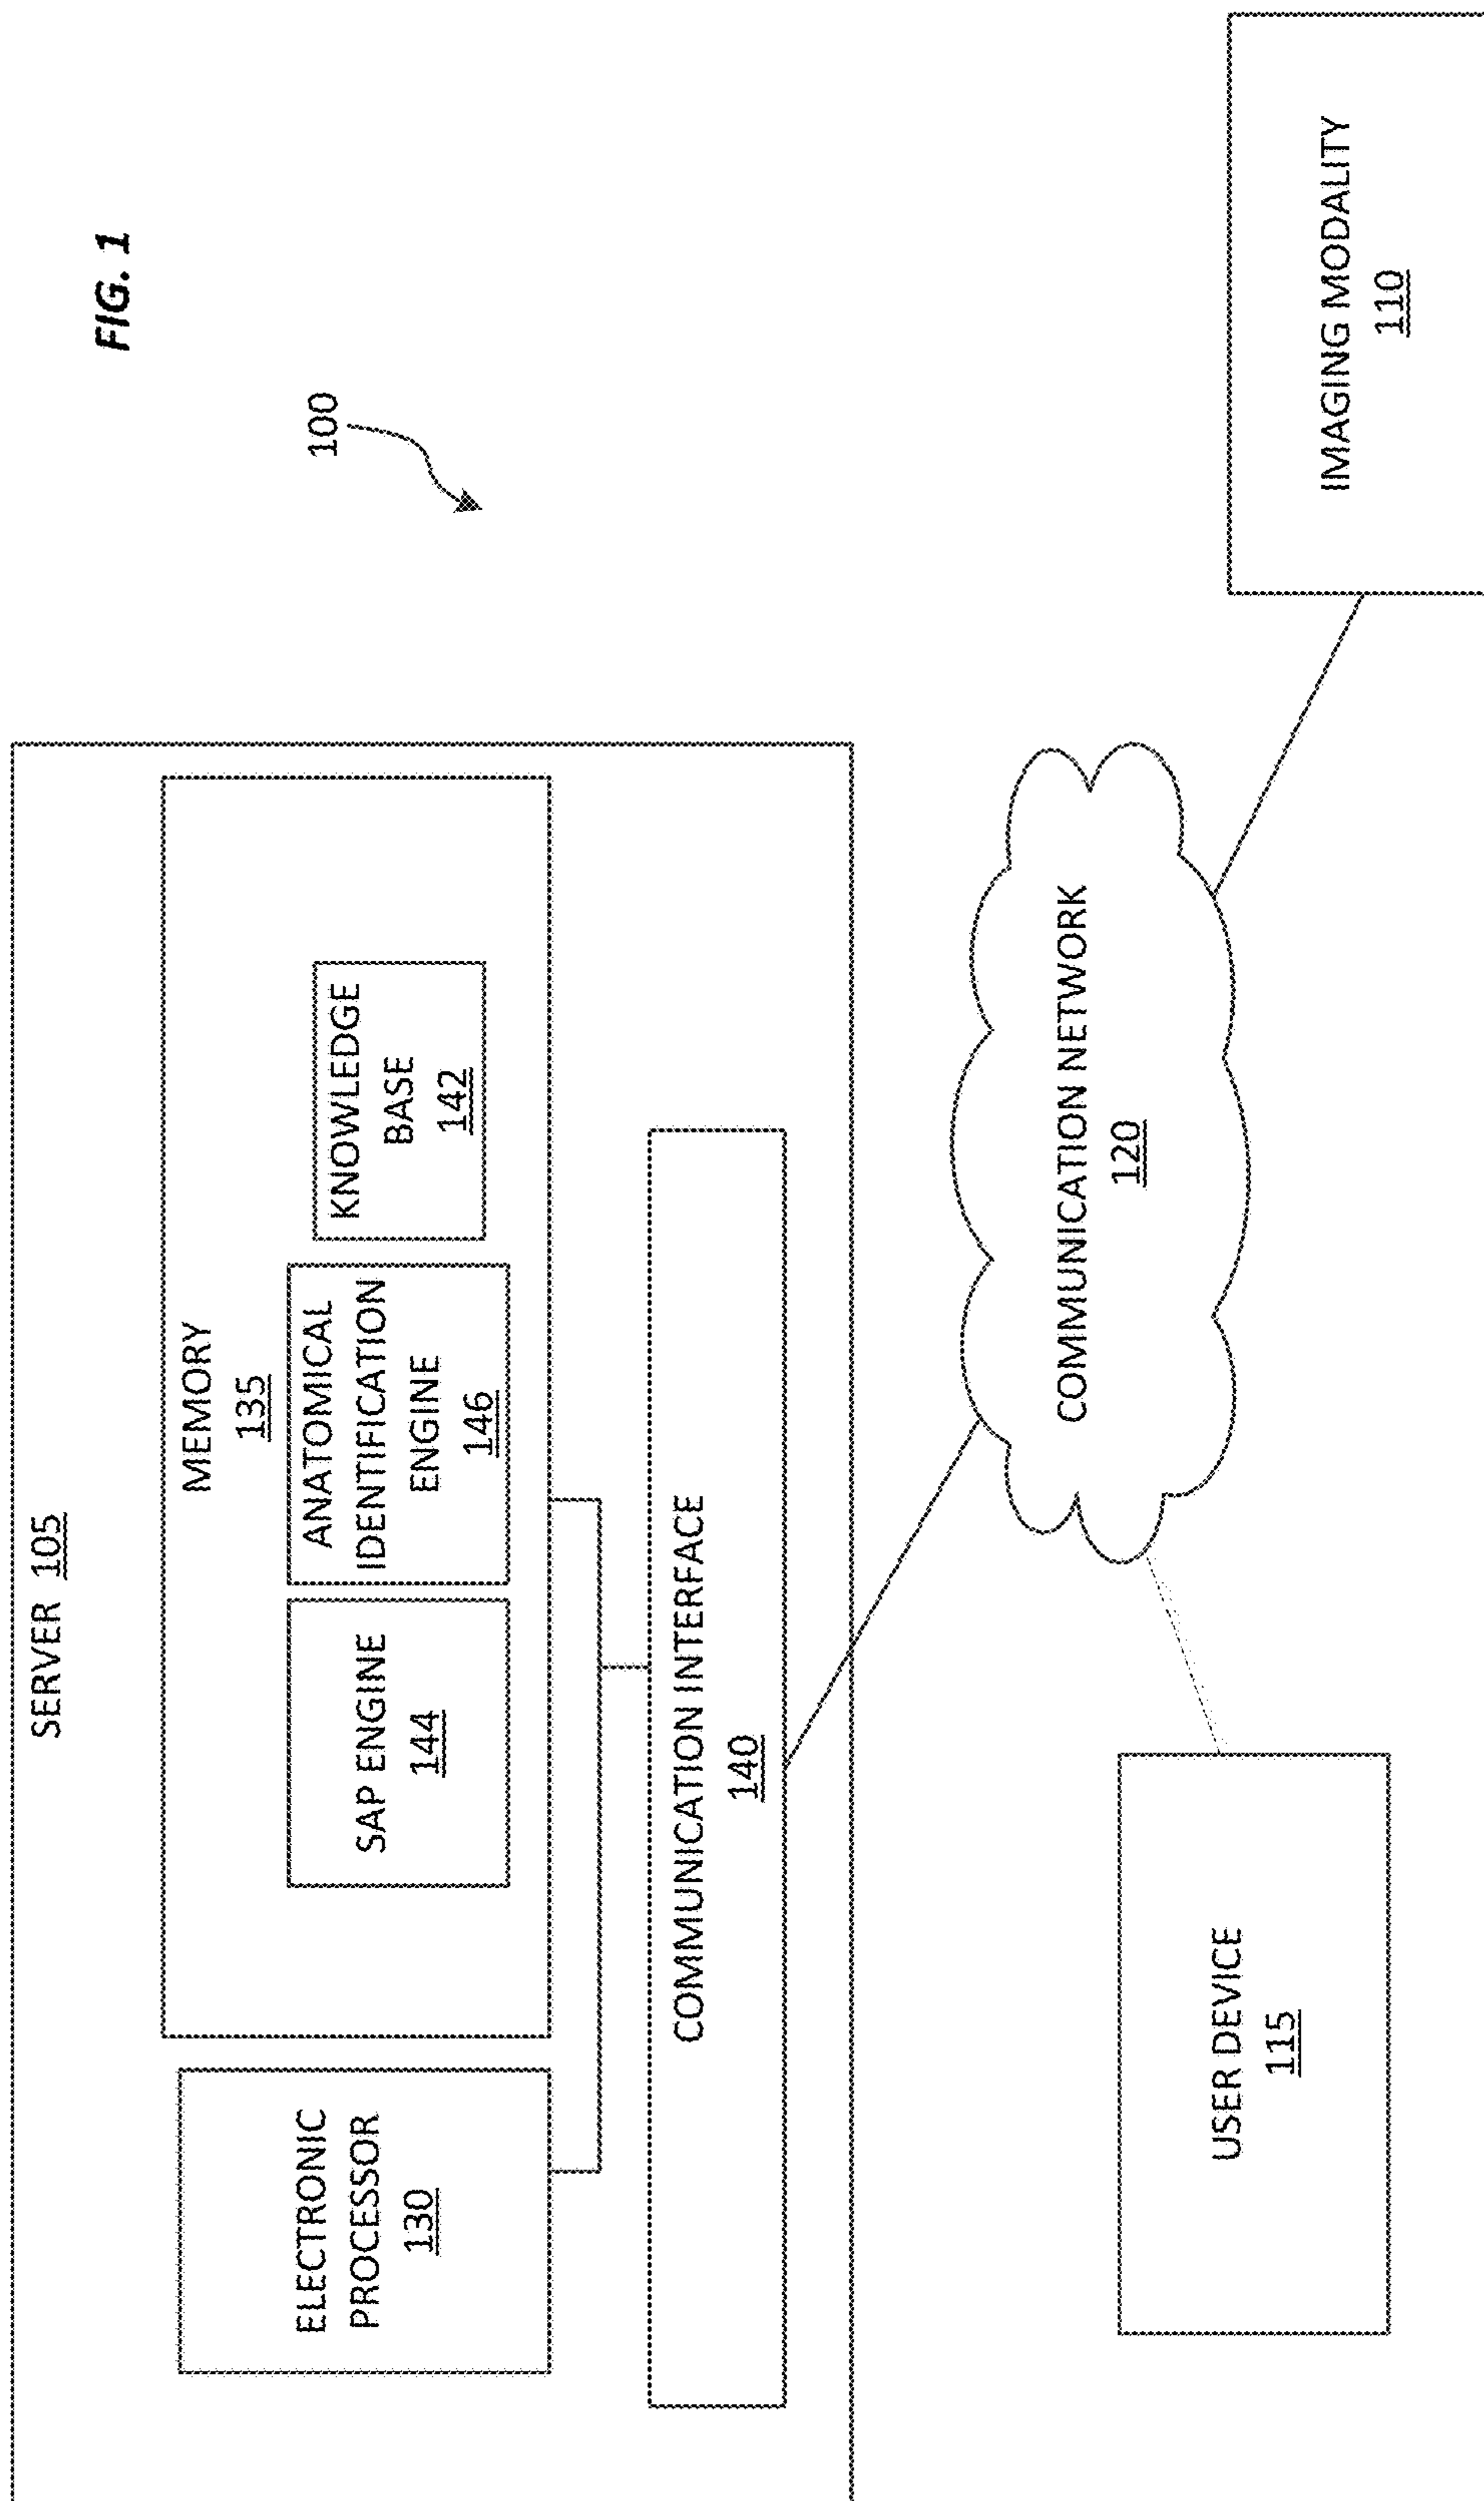 FIG. 1
100
SERVER 105
MEMORY
135
ELECTRONIC
PROCESSOR
130
SAP ENGINE
144
ANATOMICAL
IDENTIFICATION
ENGINE
146
KNOWLEDGE
BASE
142
COMMUNICATION INTERFACE
140
COMMUNICATION NETWORK
120
USER DEVICE
115
IMAGING MODALITY
110